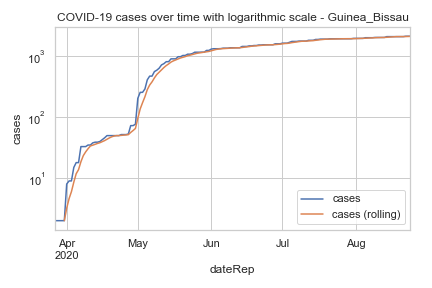 COVID-19 cases over time with logarithmic scale - Guinea_Bissau
cases
10³
10²
10¹
cases
cases (rolling)
Apr
2020
May
Jun
Jul
Aug
dateRep